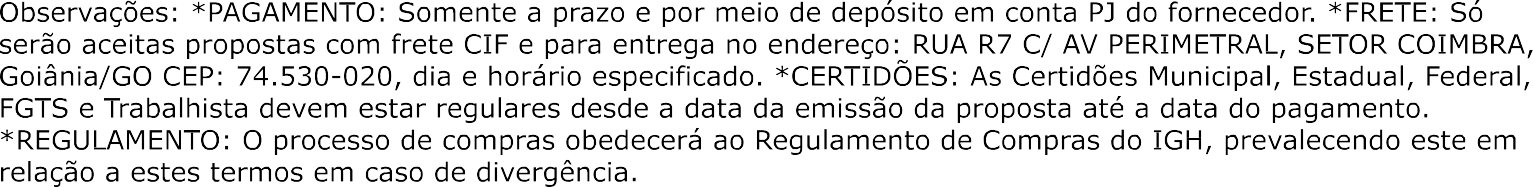 Observações: *PAGAMENTO: Somente a prazo e por meio de depósito em conta PJ do fornecedor. *FRETE: Só
serão aceitas propostas com frete CIF e para entrega no endereço: RUA R7 C/ AV PERIMETRAL, SETOR COIMBRA,
Goiânia/GO CEP: 74.530-020, dia e horário especificado. *CERTIDÕES: As Certidões Municipal, Estadual, Federal,
FGTS e Trabalhista devem estar regulares desde a data da emissão da proposta até a data do pagamento.
*REGULAMENTO: O processo de compras obedecerá ao Regulamento de Compras do IGH, prevalecendo este em
relação a estes termos em caso de divergência.